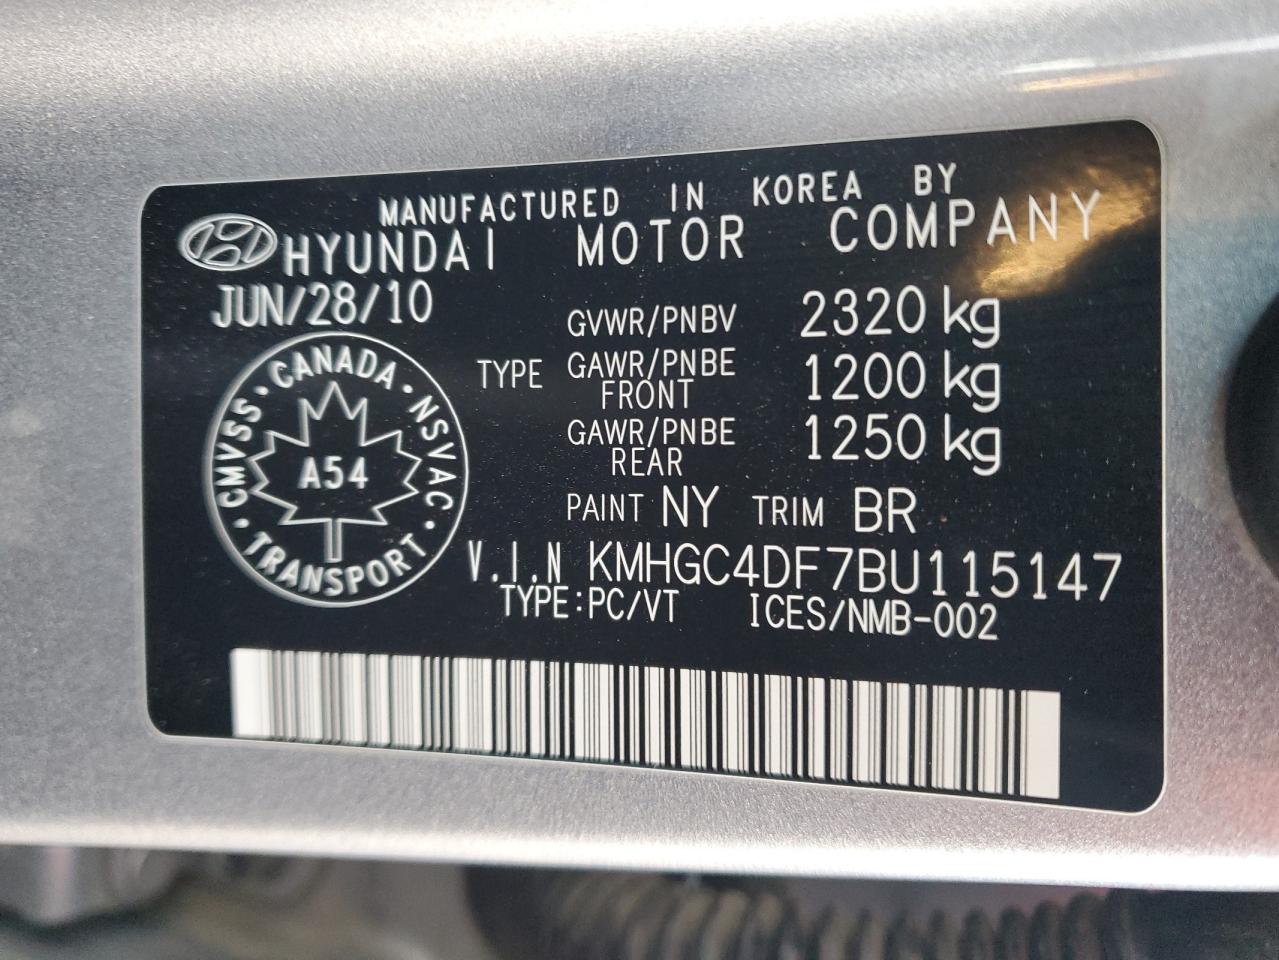 MANUFACTURED IN KOREA BY
HYUNDAI MOTOR COMPANY
JUN/28/10
GVWR/PNBV 2320 kg
TYPE GAWR/PNBE FRONT 1200 kg
GAWR/PNBE REAR 1250 kg
PAINT NY TRIM BR
V.I.N KMHGC4DF7BU115147
TYPE:PC/VT ICES/NMB-002
CMVSS · CANADA · NSVAC · TRANSPORT ·
A54